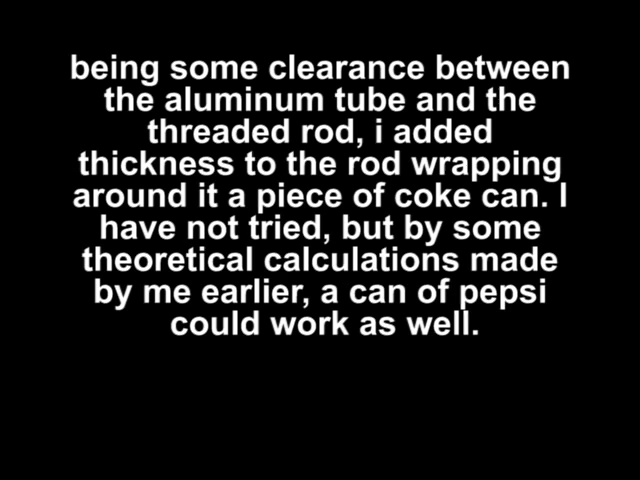 being some clearance between
the aluminum tube and the
threaded rod, i added
thickness to the rod wrapping
around it a piece of coke can. I
have not tried, but by some
theoretical calculations made
by me earlier, a can of pepsi
could work as well.